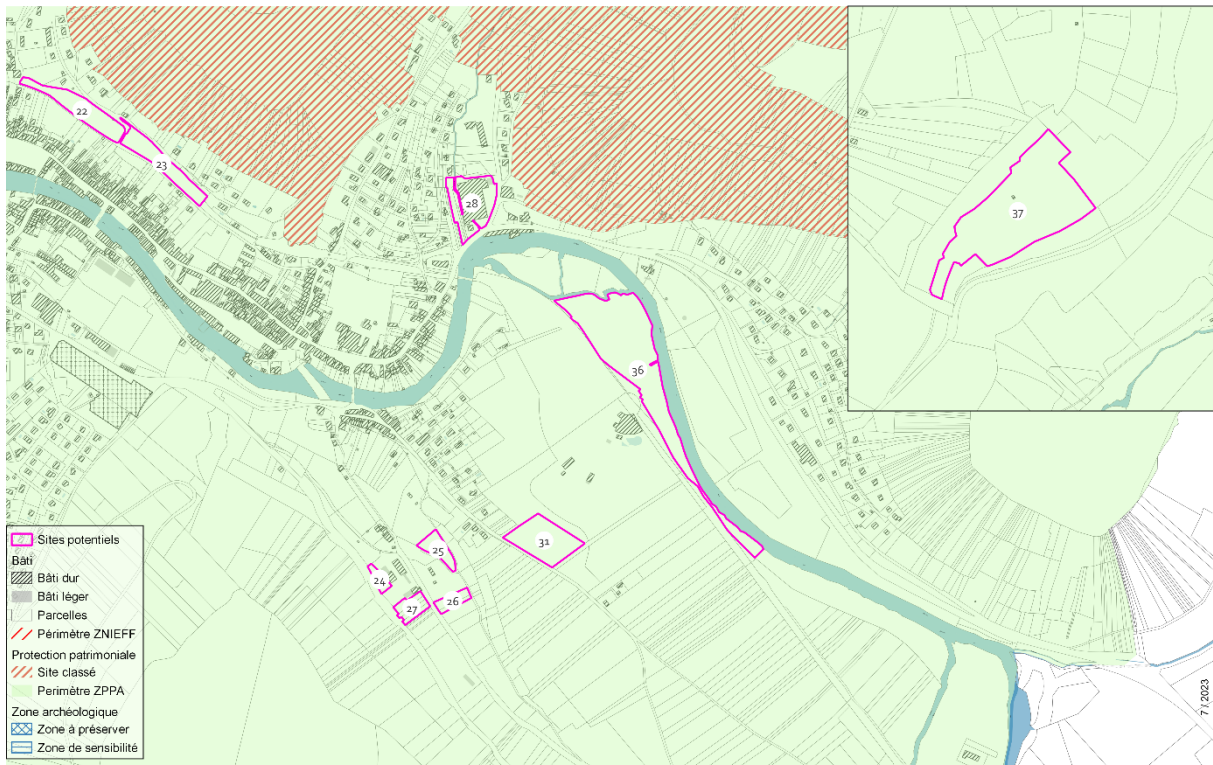 22
23
28
37
36
25
31
24
26
27
Sites potentiels
Bâti
Bâti dur
Bâti léger
Parcelles
Périmètre ZNIEFF
Protection patrimoniale
Site classé
Perimètre ZPPA
Zone archéologique
Zone à préserver
Zone de sensibilité
7 / 2023